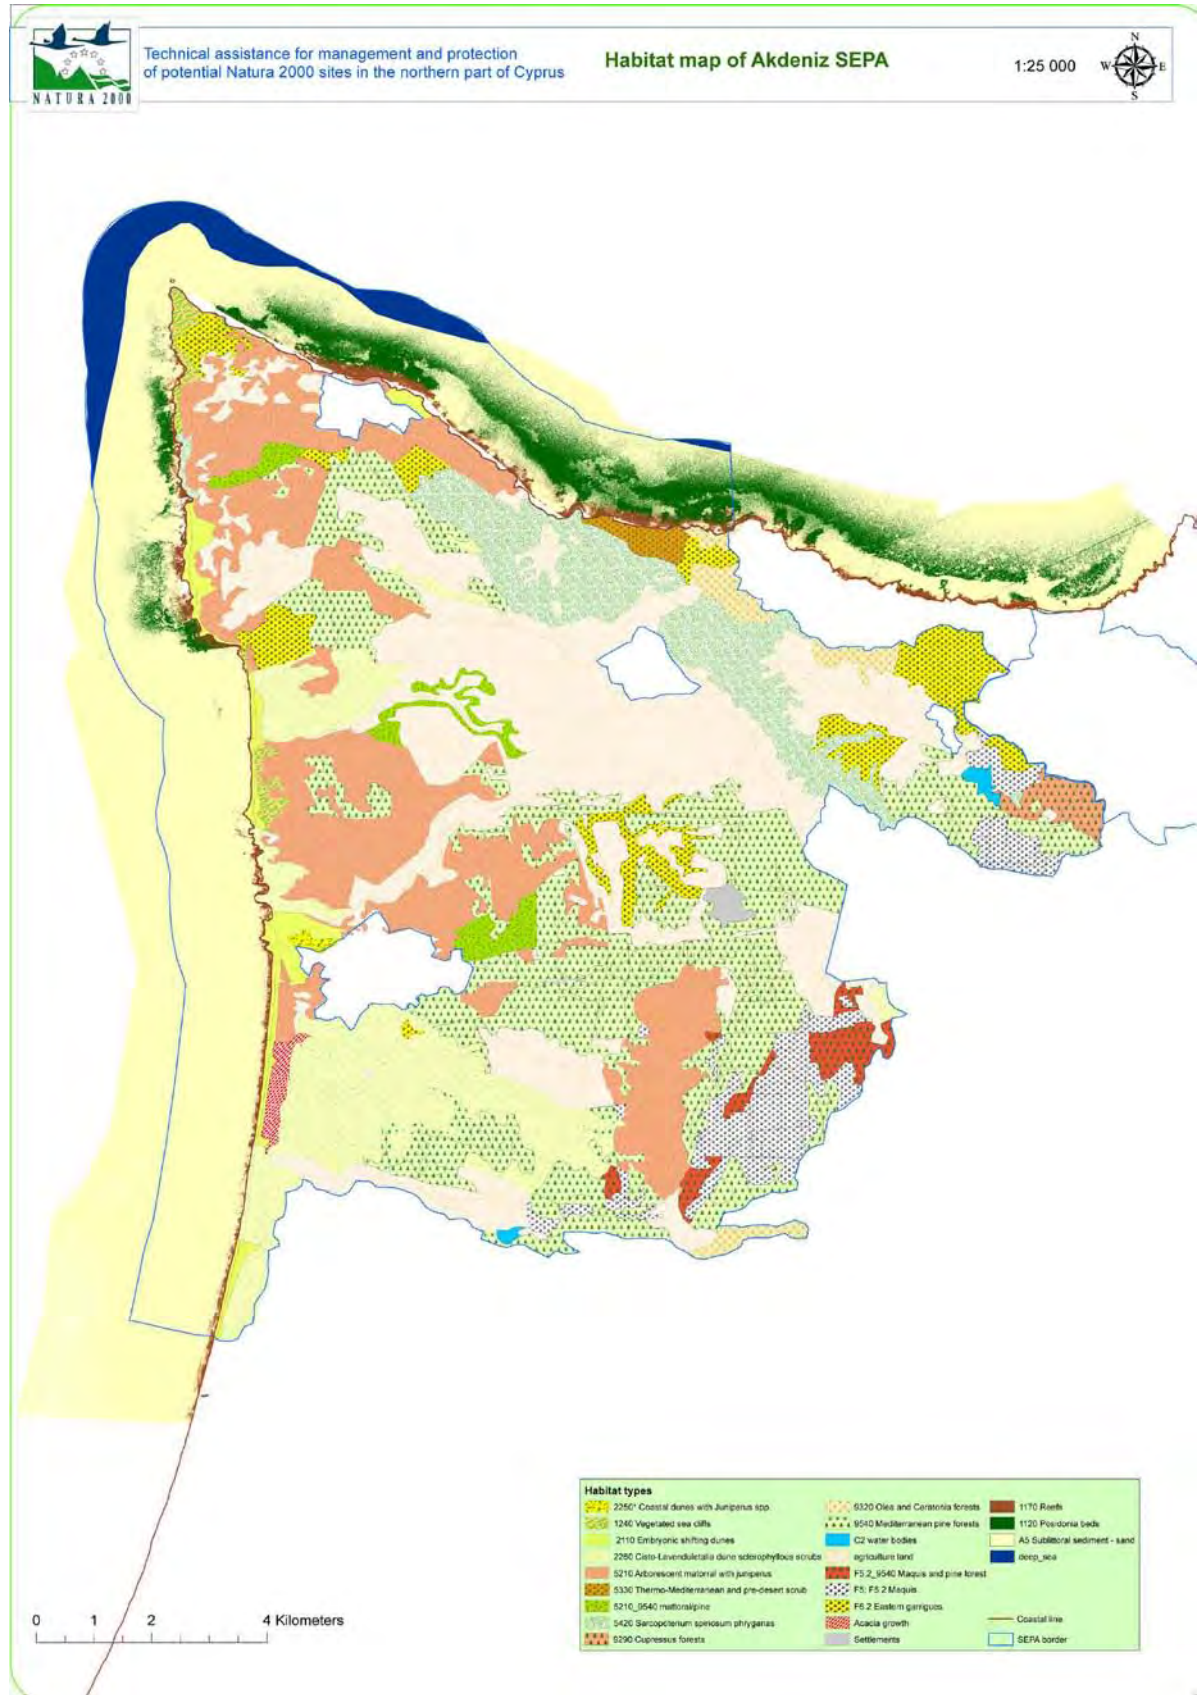 NATURA 2000
Technical assistance for management and protection
of potential Natura 2000 sites in the northern part of Cyprus
Habitat map of Akdeniz SEPA
1:25 000
N
W
E
S
0 1 2 4 Kilometers
Habitat types
2250* Coastal dunes with Juniperus spp.
1240 Vegetated sea cliffs
2110 Embryonic shifting dunes
2260 Cisto-Lavenduletalia dune sclerophyllous scrubs
5210 Arborescent matorral with juniperus
5330 Thermo-Mediterranean and pre-desert scrub
5210_9540 mattoral/pine
5420 Sarcopoterium spinosum phryganas
9290 Cupressus forests
9320 Olea and Ceratonia forests
9540 Mediterranean pine forests
C2 water bodies
agriculture land
F5.2_9540 Maquis and pine forest
F5; F5.2 Maquis
F6.2 Eastern garrigues
Acacia growth
Settlements
1170 Reefs
1120 Posidonia beds
A5 Sublittoral sediment - sand
deep_sea
Coastal line
SEPA border